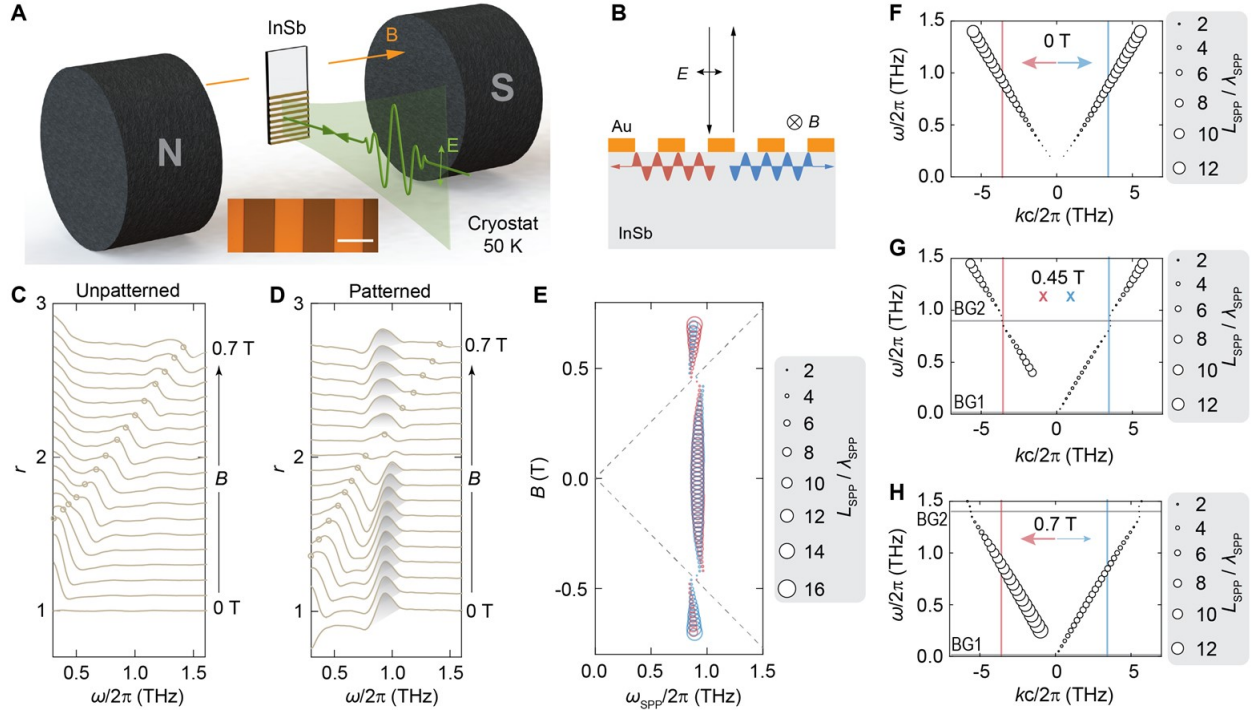 A
B
InSb
N
S
E
Cryostat
50 K
B
E
Au
⊗ B
InSb
C
Unpatterned
3
2
1
r
0.7 T
B
0 T
0.5 1.0 1.5
ω/2π (THz)
D
Patterned
3
2
1
r
0.7 T
B
0 T
0.5 1.0 1.5
ω/2π (THz)
E
0.5
0.0
-0.5
B (T)
0.0 0.5 1.0 1.5
ωSPP/2π (THz)
2
4
6
8
10
12
14
16
LSPP / λSPP
F
1.5
1.0
0.5
0.0
ω/2π (THz)
0 T
-5 0 5
kc/2π (THz)
2
4
6
8
10
12
LSPP / λSPP
G
1.5
1.0
0.5
0.0
ω/2π (THz)
0.45 T
x x
BG2
BG1
-5 0 5
kc/2π (THz)
2
4
6
8
10
12
LSPP / λSPP
H
1.5
1.0
0.5
0.0
ω/2π (THz)
BG2
0.7 T
BG1
-5 0 5
kc/2π (THz)
2
4
6
8
10
12
LSPP / λSPP